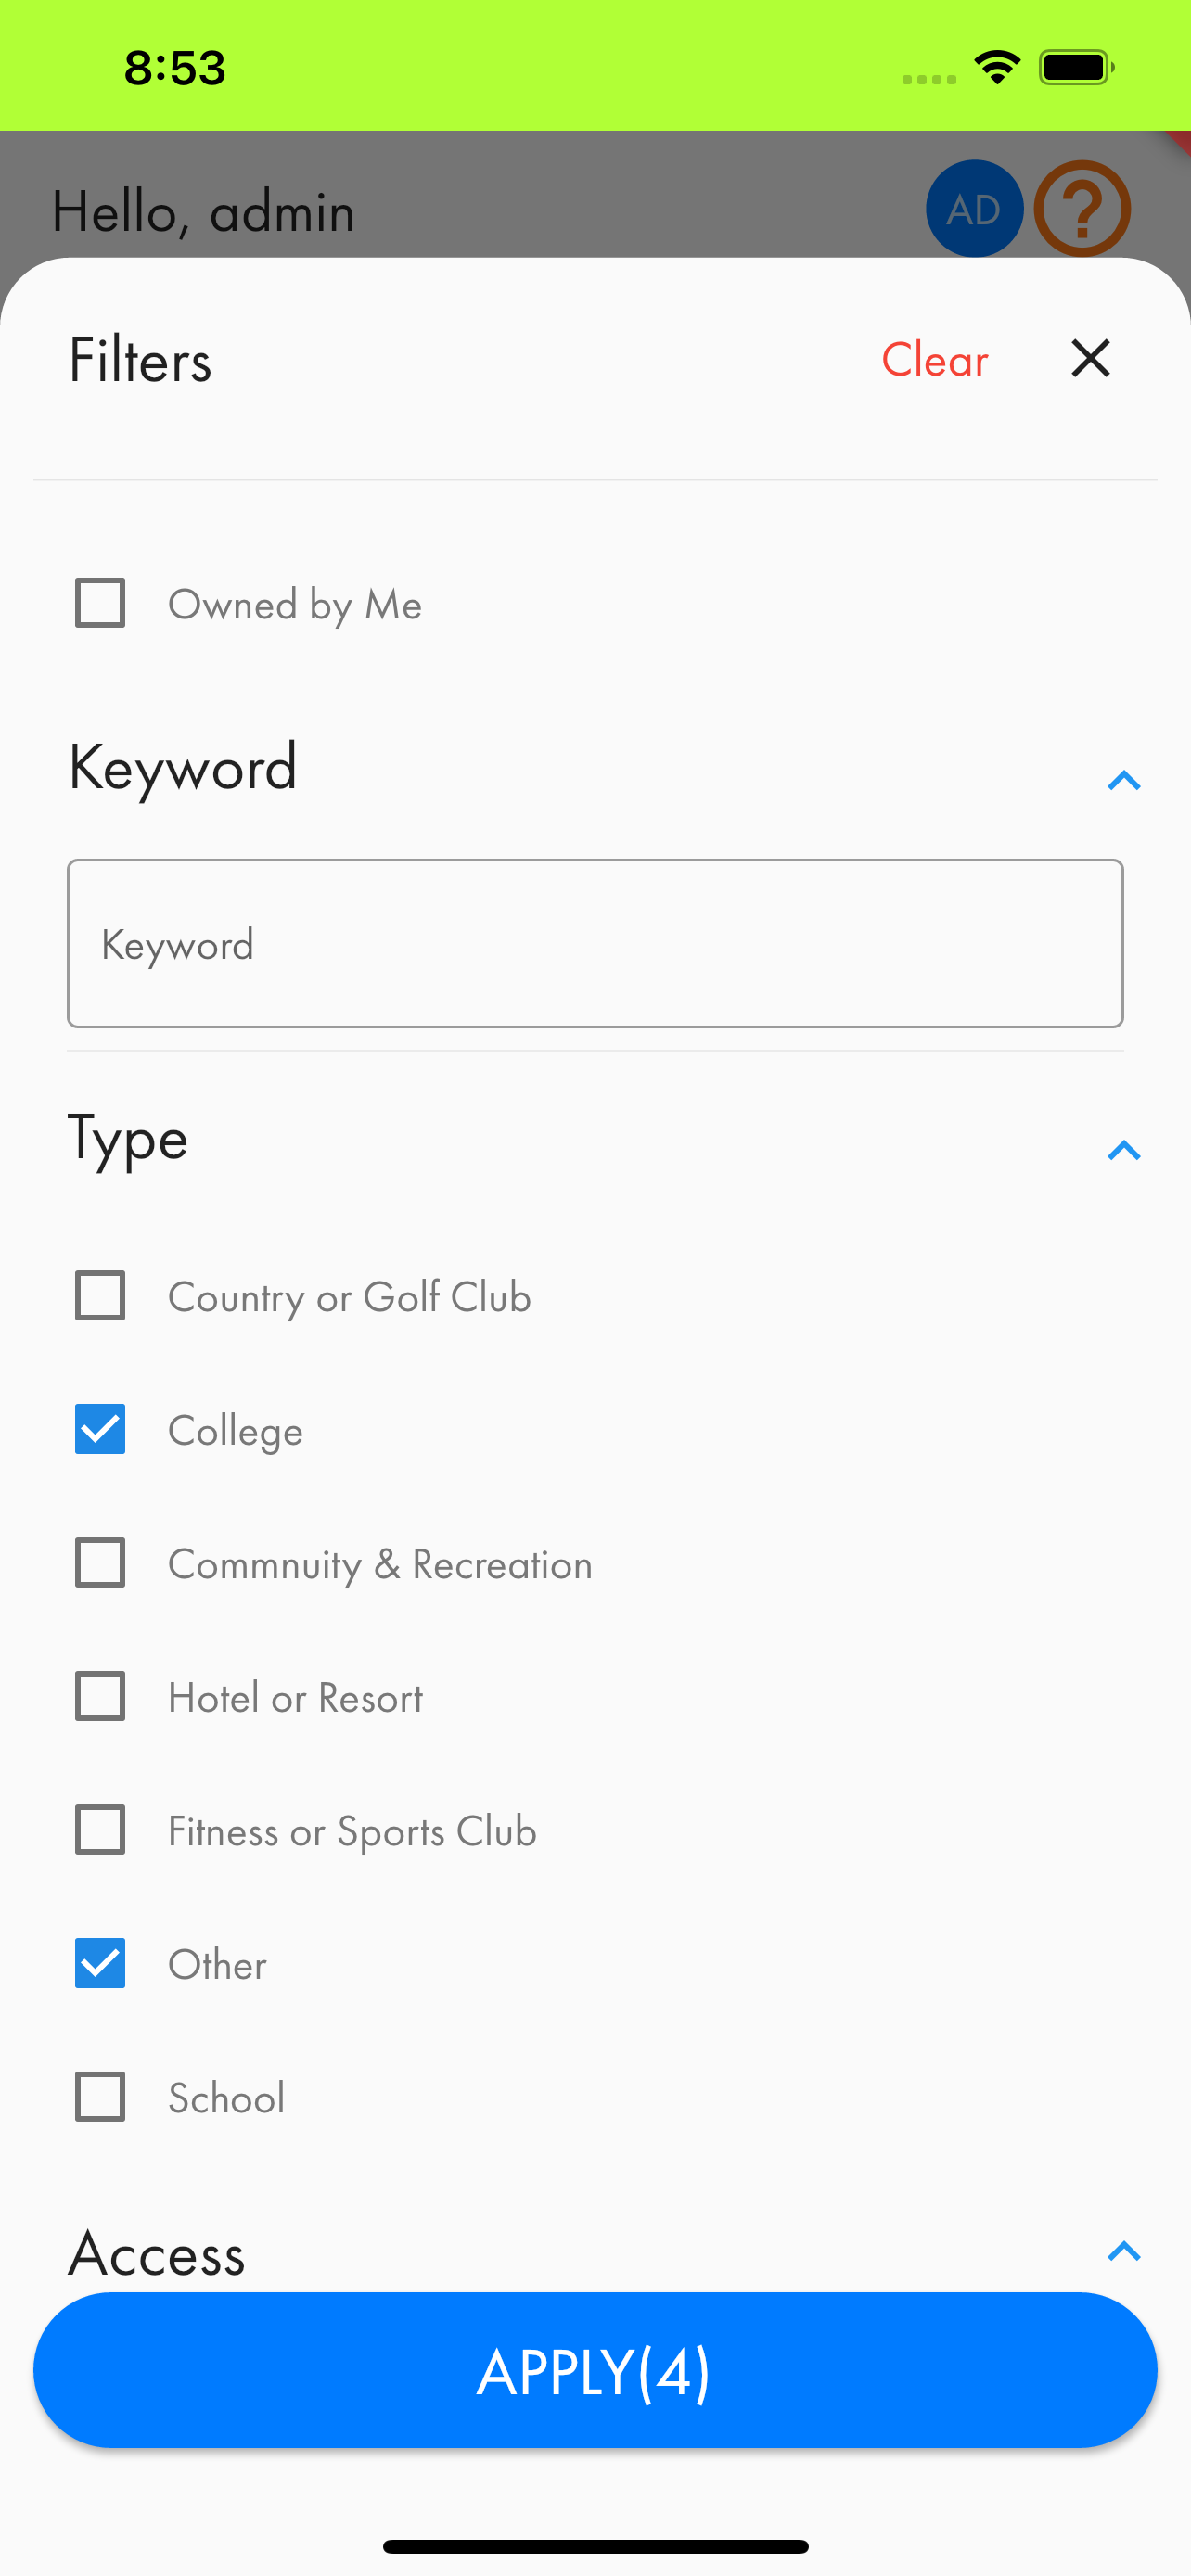 8:53
Hello, admin
AD
Filters
Clear
Owned by Me
Keyword
Keyword
Type
Country or Golf Club
College
Commnuity & Recreation
Hotel or Resort
Fitness or Sports Club
Other
School
Access
APPLY(4)